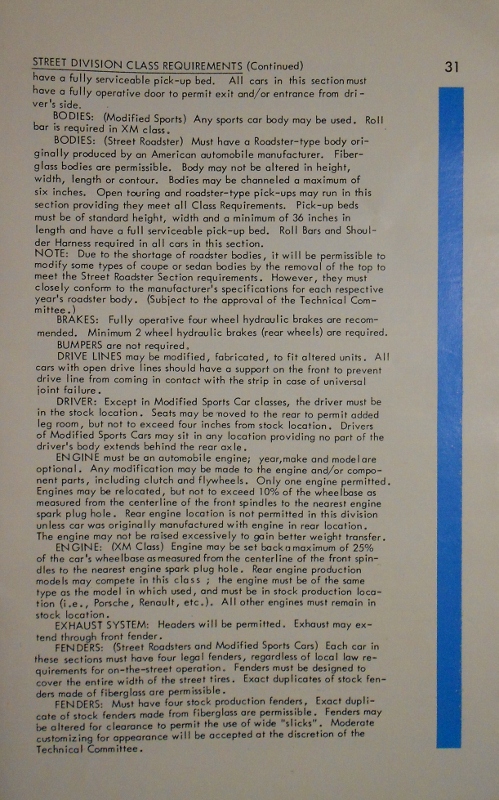 STREET DIVISION CLASS REQUIREMENTS (Continued)
31
have a fully serviceable pick-up bed. All cars in this section must
have a fully operative door to permit exit and/or entrance from dri-
ver's side.
BODIES: (Modified Sports) Any sports car body may be used. Roll
bar is required in XM class.
BODIES: (Street Roadster) Must have a Roadster-type body ori-
ginally produced by an American automobile manufacturer. Fiber-
glass bodies are permissible. Body may not be altered in height,
width, length or contour. Bodies may be channeled a maximum of
six inches. Open touring and roadster-type pick-ups may run in this
section providing they meet all Class Requirements. Pick-up beds
must be of standard height, width and a minimum of 36 inches in
length and have a full serviceable pick-up bed. Roll Bars and Shoul-
der Harness required in all cars in this section.
NOTE: Due to the shortage of roadster bodies, it will be permissible to
modify some types of coupe or sedan bodies by the removal of the top to
meet the Street Roadster Section requirements. However, they must
closely conform to the manufacturer's specifications for each respective
year's roadster body. (Subject to the approval of the Technical Com-
mittee.)
BRAKES: Fully operative four wheel hydraulic brakes are recom-
mended. Minimum 2 wheel hydraulic brakes (rear wheels) are required.
BUMPERS are not required.
DRIVE LINES may be modified, fabricated, to fit altered units. All
cars with open drive lines should have a support on the front to prevent
drive line from coming in contact with the strip in case of universal
joint failure.
DRIVER: Except in Modified Sports Car classes, the driver must be
in the stock location. Seats may be moved to the rear to permit added
leg room, but not to exceed four inches from stock location. Drivers
of Modified Sports Cars may sit in any location providing no part of the
driver's body extends behind the rear axle.
ENGINE must be an automobile engine; year,make and model are
optional. Any modification may be made to the engine and/or compo-
nent parts, including clutch and flywheels. Only one engine permitted.
Engines may be relocated, but not to exceed 10% of the wheelbase as
measured from the centerline of the front spindles to the nearest engine
spark plug hole. Rear engine location is not permitted in this division
unless car was originally manufactured with engine in rear location.
The engine may not be raised excessively to gain better weight transfer.
ENGINE: (XM Class) Engine may be set back a maximum of 25%
of the car's wheelbase as measured from the centerline of the front spin-
dles to the nearest engine spark plug hole. Rear engine production
models may compete in this class ; the engine must be of the same
type as the model in which used, and must be in stock production loca-
tion (i.e., Porsche, Renault, etc.). All other engines must remain in
stock location.
EXHAUST SYSTEM: Headers will be permitted. Exhaust may ex-
tend through front fender.
FENDERS: (Street Roadsters and Modified Sports Cars) Each car in
these sections must have four legal fenders, regardless of local law re-
quirements for on-the-street operation. Fenders must be designed to
cover the entire width of the street tires. Exact duplicates of stock fen-
ders made of fiberglass are permissible.
FENDERS: Must have four stock production fenders, Exact dupli-
cate of stock fenders made from fiberglass are permissible. Fenders may
be altered for clearance to permit the use of wide "slicks". Moderate
customizing for appearance will be accepted at the discretion of the
Technical Committee.